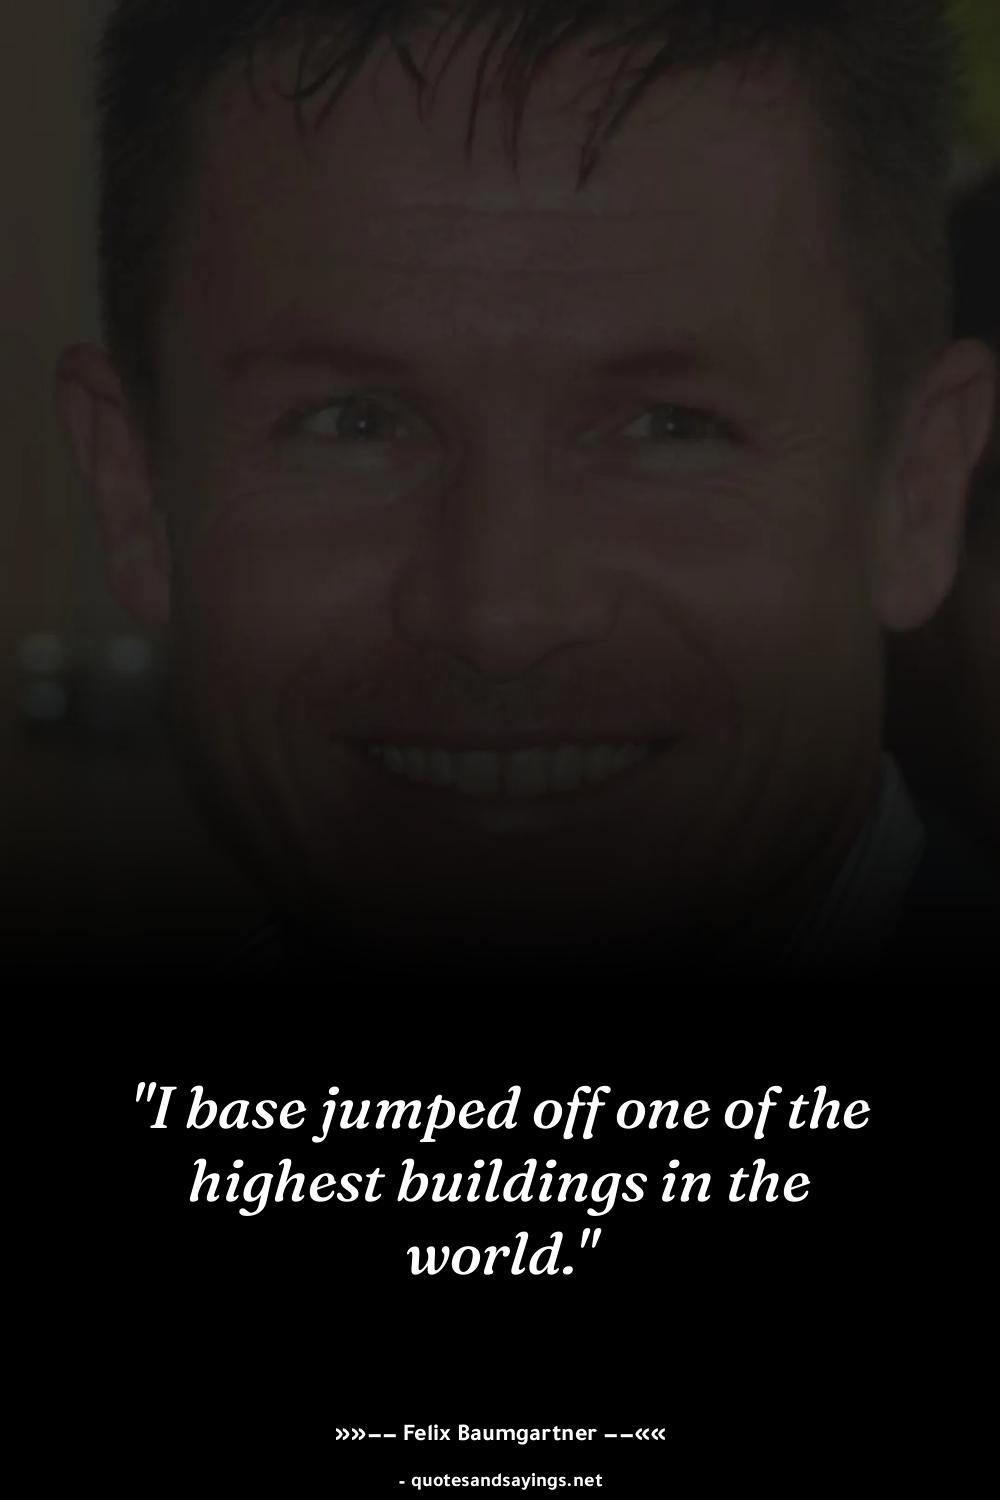 "I base jumped off one of the
highest buildings in the
world."
»»−− Felix Baumgartner −−««
- quotesandsayings.net